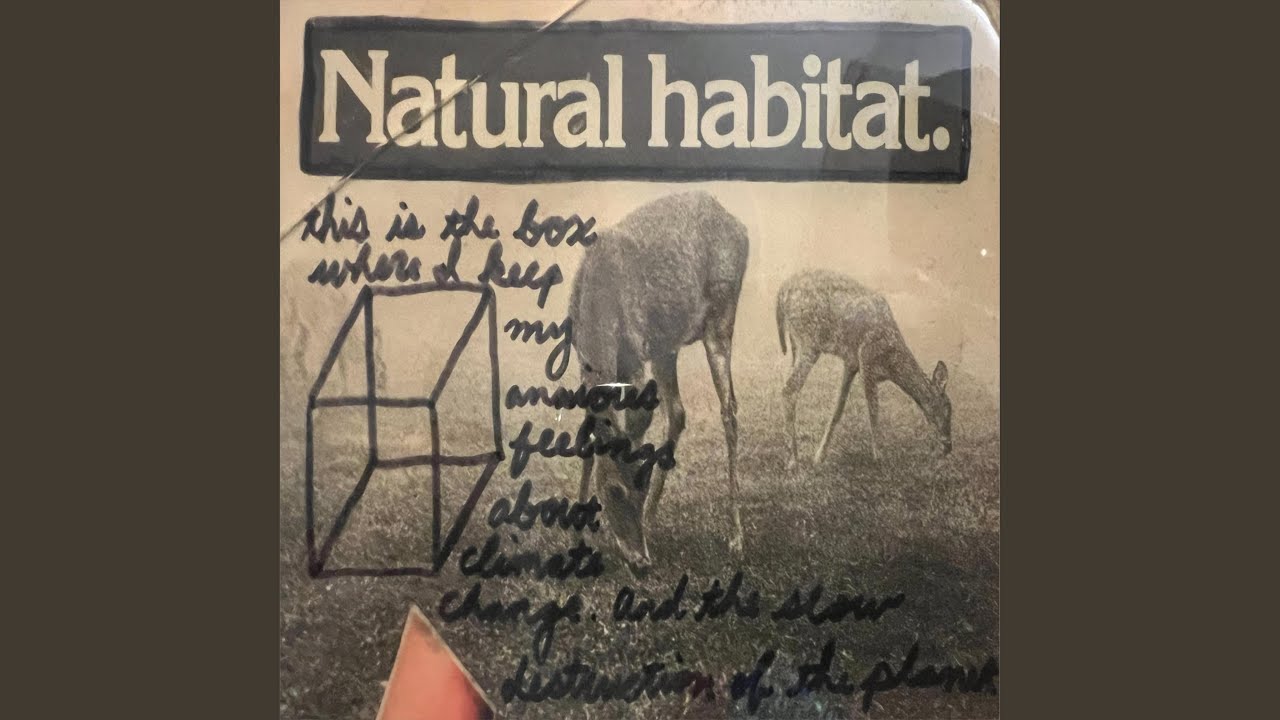 Natural habitat.
this is the box
where I keep
my
anxious
feelings
about
climate
change. And the slow
destruction of the planet